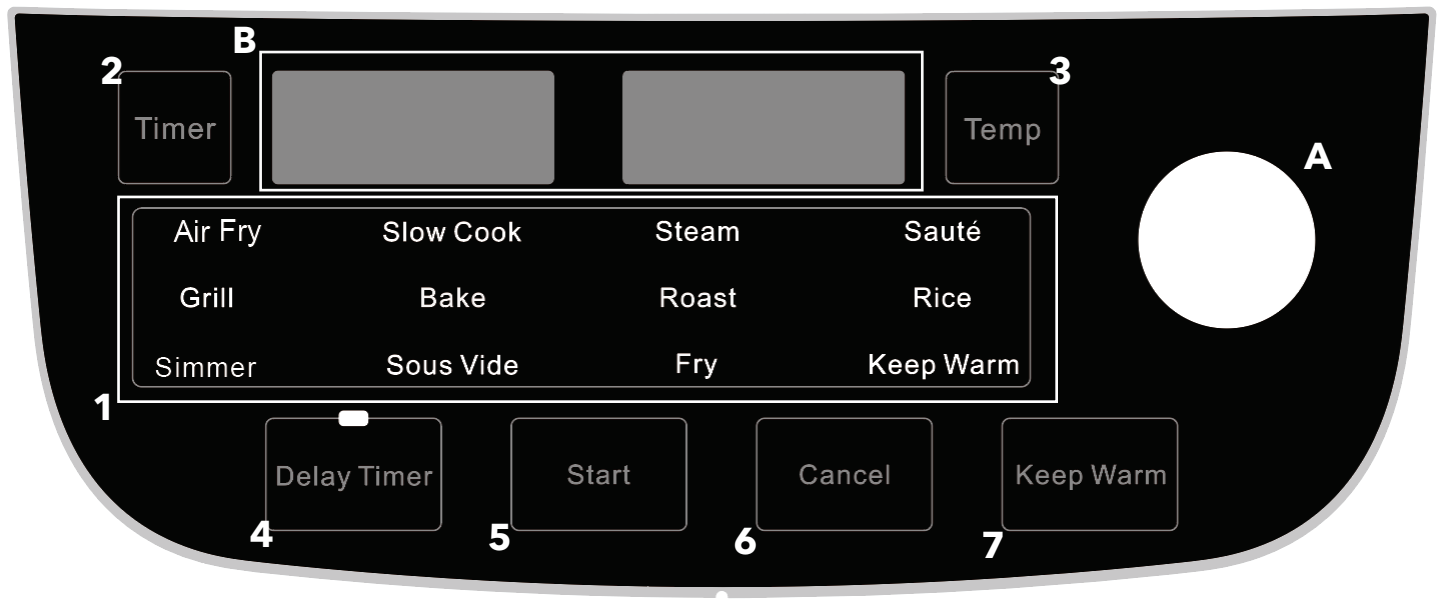 B
2
3
Timer
Temp
A
Air Fry Slow Cook Steam Sauté
Grill Bake Roast Rice
Simmer Sous Vide Fry Keep Warm
1
Delay Timer Start Cancel Keep Warm
4 5 6 7